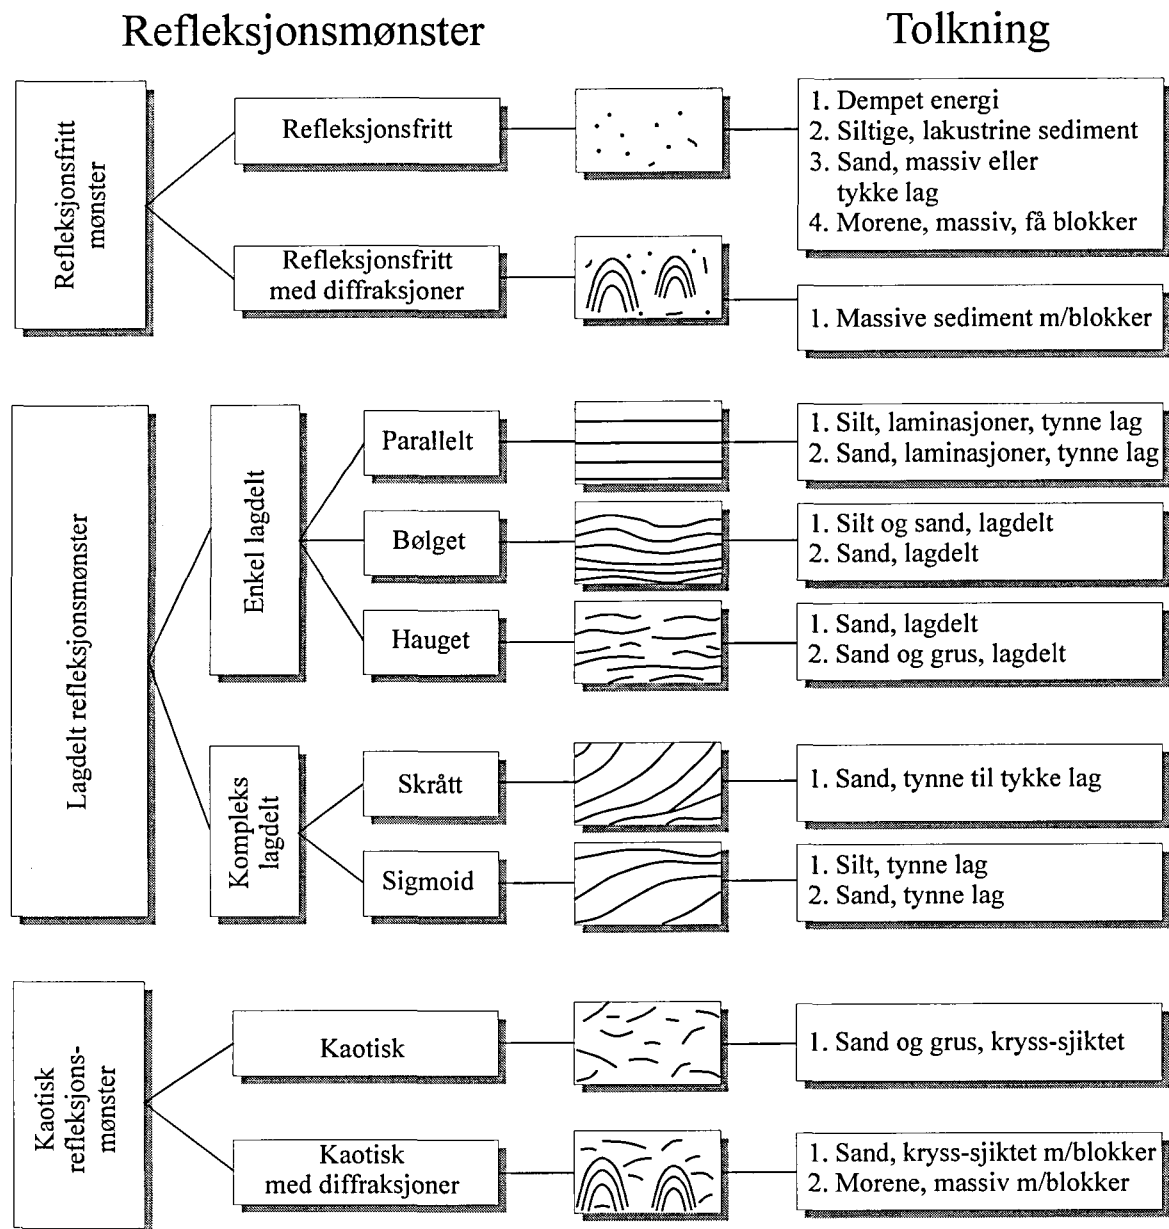 Refleksjonsmønster
Tolkning
Refleksjonsfritt
mønster
Refleksjonsfritt
1. Dempet energi
2. Siltige, lakustrine sediment
3. Sand, massiv eller
tykke lag
4. Morene, massiv, få blokker
Refleksjonsfritt
med diffraksjoner
1. Massive sediment m/blokker
Lagdelt refleksjonsmønster
Enkel lagdelt
Parallelt
1. Silt, laminasjoner, tynne lag
2. Sand, laminasjoner, tynne lag
Bølget
1. Silt og sand, lagdelt
2. Sand, lagdelt
Hauget
1. Sand, lagdelt
2. Sand og grus, lagdelt
Kompleks
lagdelt
Skrått
1. Sand, tynne til tykke lag
Sigmoid
1. Silt, tynne lag
2. Sand, tynne lag
Kaotisk
refleksjons-
mønster
Kaotisk
1. Sand og grus, kryss-sjiktet
Kaotisk
med diffraksjoner
1. Sand, kryss-sjiktet m/blokker
2. Morene, massiv m/blokker